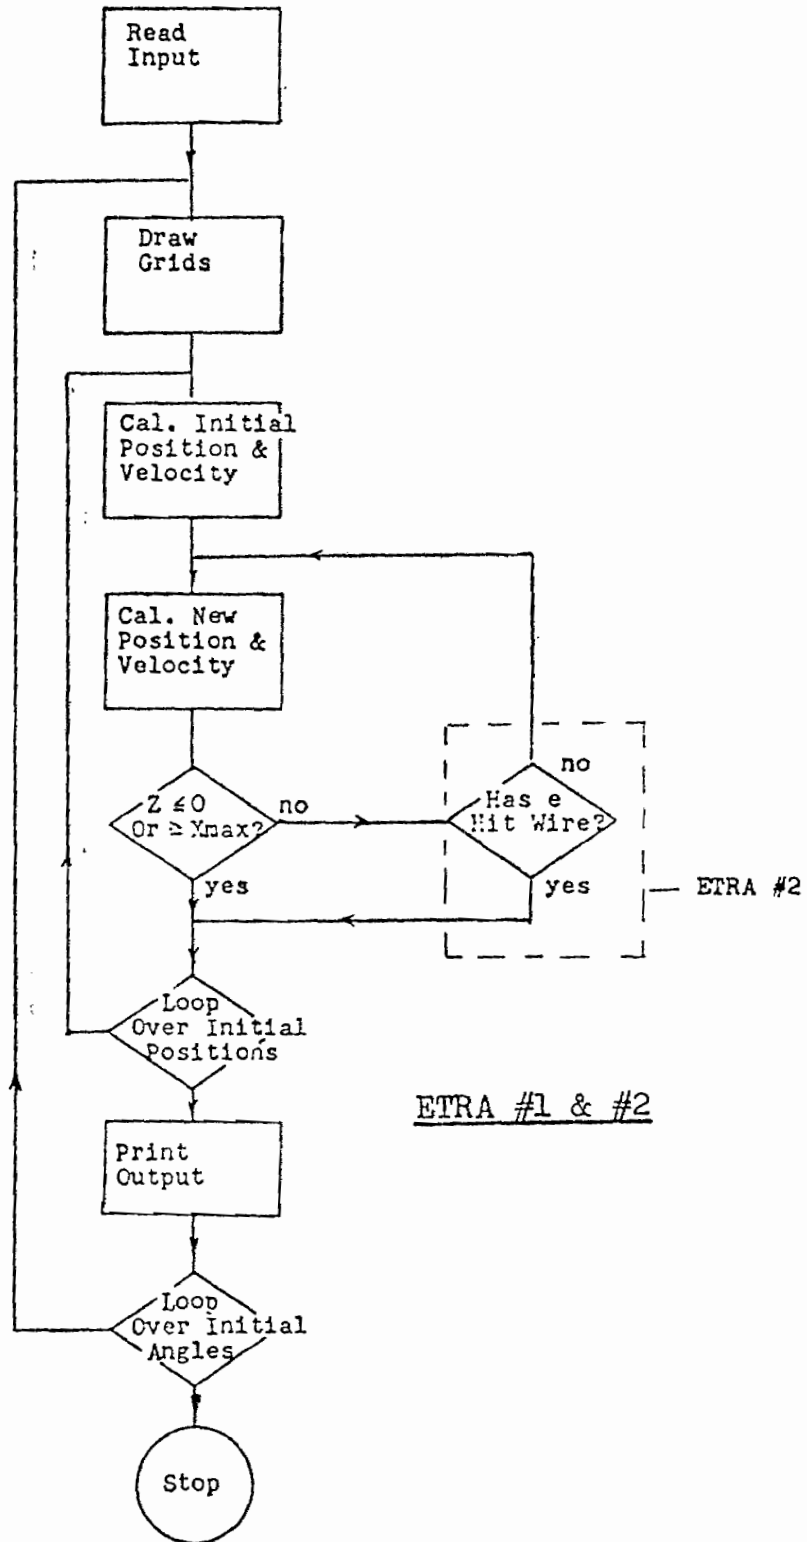 Read
Input
Draw
Grids
Cal. Initial
Position &
Velocity
Cal. New
Position &
Velocity
Z ≤ 0
Or ≥ Xmax?
no
yes
Has e
Hit Wire?
no
yes
ETRA #2
Loop
Over Initial
Positions
ETRA #1 & #2
Print
Output
Loop
Over Initial
Angles
Stop